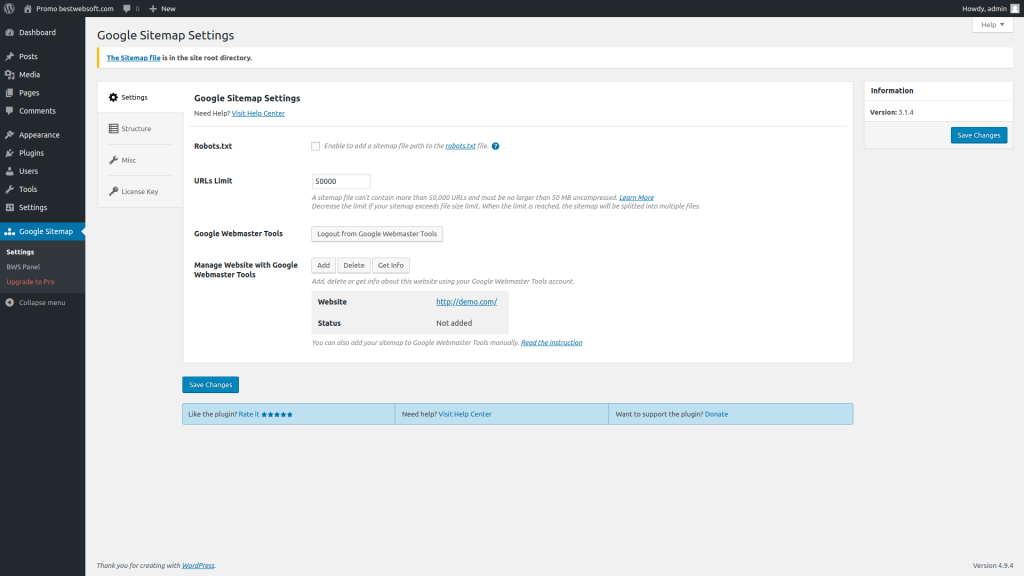 Promo bestwebsoft.com 0 New Howdy, admin
Help
Dashboard
Posts
Media
Pages
Comments
Appearance
Plugins
Users
Tools
Settings
Google Sitemap
Settings
BWS Panel
Upgrade to Pro
Collapse menu
Google Sitemap Settings
The Sitemap file is in the site root directory.
Settings
Structure
Misc
License Key
Google Sitemap Settings
Need Help? Visit Help Center
Robots.txt
Enable to add a sitemap file path to the robots.txt file. ?
URLs Limit
50000
A sitemap file can't contain more than 50,000 URLs and must be no larger than 50 MB uncompressed. Learn More
Decrease the limit if your sitemap exceeds file size limit. When the limit is reached, the sitemap will be splitted into multiple files.
Google Webmaster Tools
Logout from Google Webmaster Tools
Manage Website with Google
Webmaster Tools
Add Delete Get Info
Add, delete or get info about this website using your Google Webmaster Tools account.
Website http://demo.com/
Status Not added
You can also add your sitemap to Google Webmaster Tools manually. Read the instruction
Save Changes
Like the plugin? Rate it ★★★★★
Need help? Visit Help Center
Want to support the plugin? Donate
Information
Version: 3.1.4
Save Changes
Thank you for creating with WordPress.
Version 4.9.4